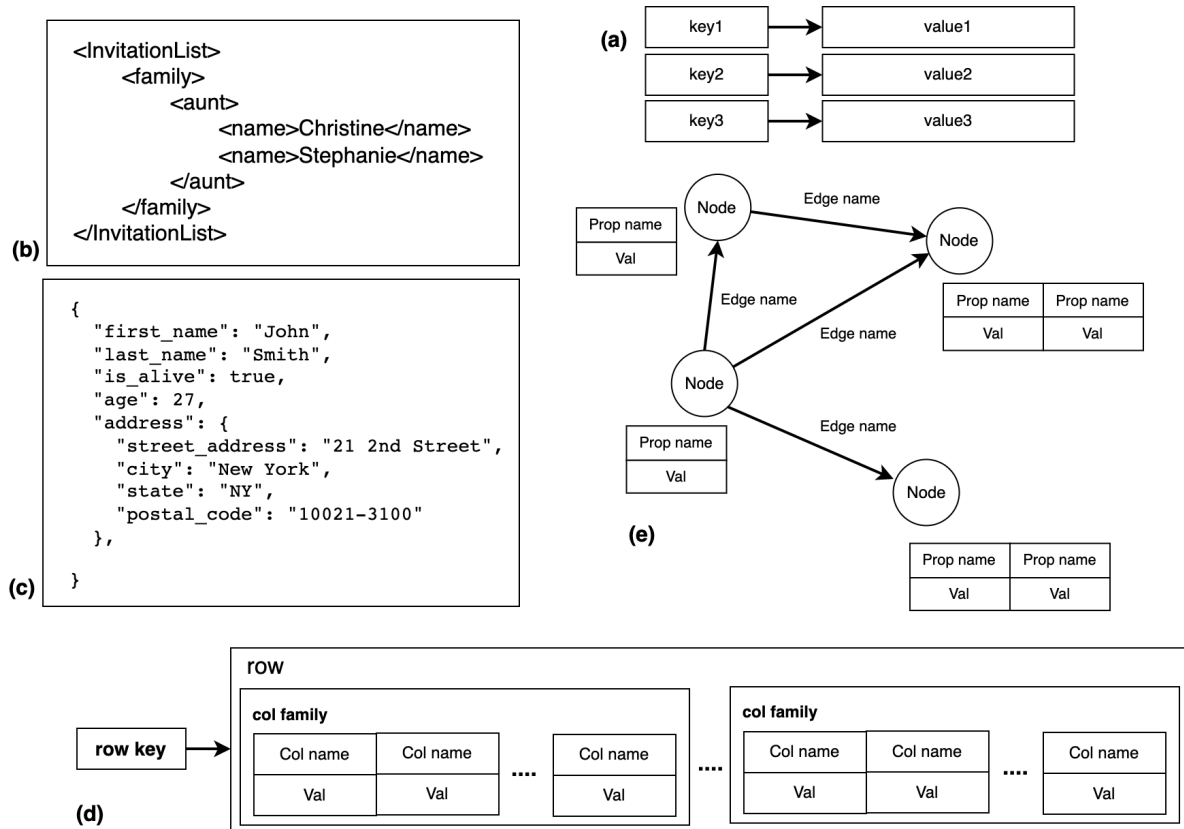 (a)
key1
value1
key2
value2
key3
value3
(b)
<InvitationList>
<family>
<aunt>
<name>Christine</name>
<name>Stephanie</name>
</aunt>
</family>
</InvitationList>
(c)
{
"first_name": "John",
"last_name": "Smith",
"is_alive": true,
"age": 27,
"address": {
"street_address": "21 2nd Street",
"city": "New York",
"state": "NY",
"postal_code": "10021-3100"
},
}
Node
Edge name
Node
Prop name
Val
Edge name
Prop name Prop name
Val Val
Edge name
Node
Prop name
Val
Edge name
Node
(e)
Prop name Prop name
Val Val
row
row key
col family
Col name Col name .... Col name
Val Val Val
....
col family
Col name Col name .... Col name
Val Val Val
(d)